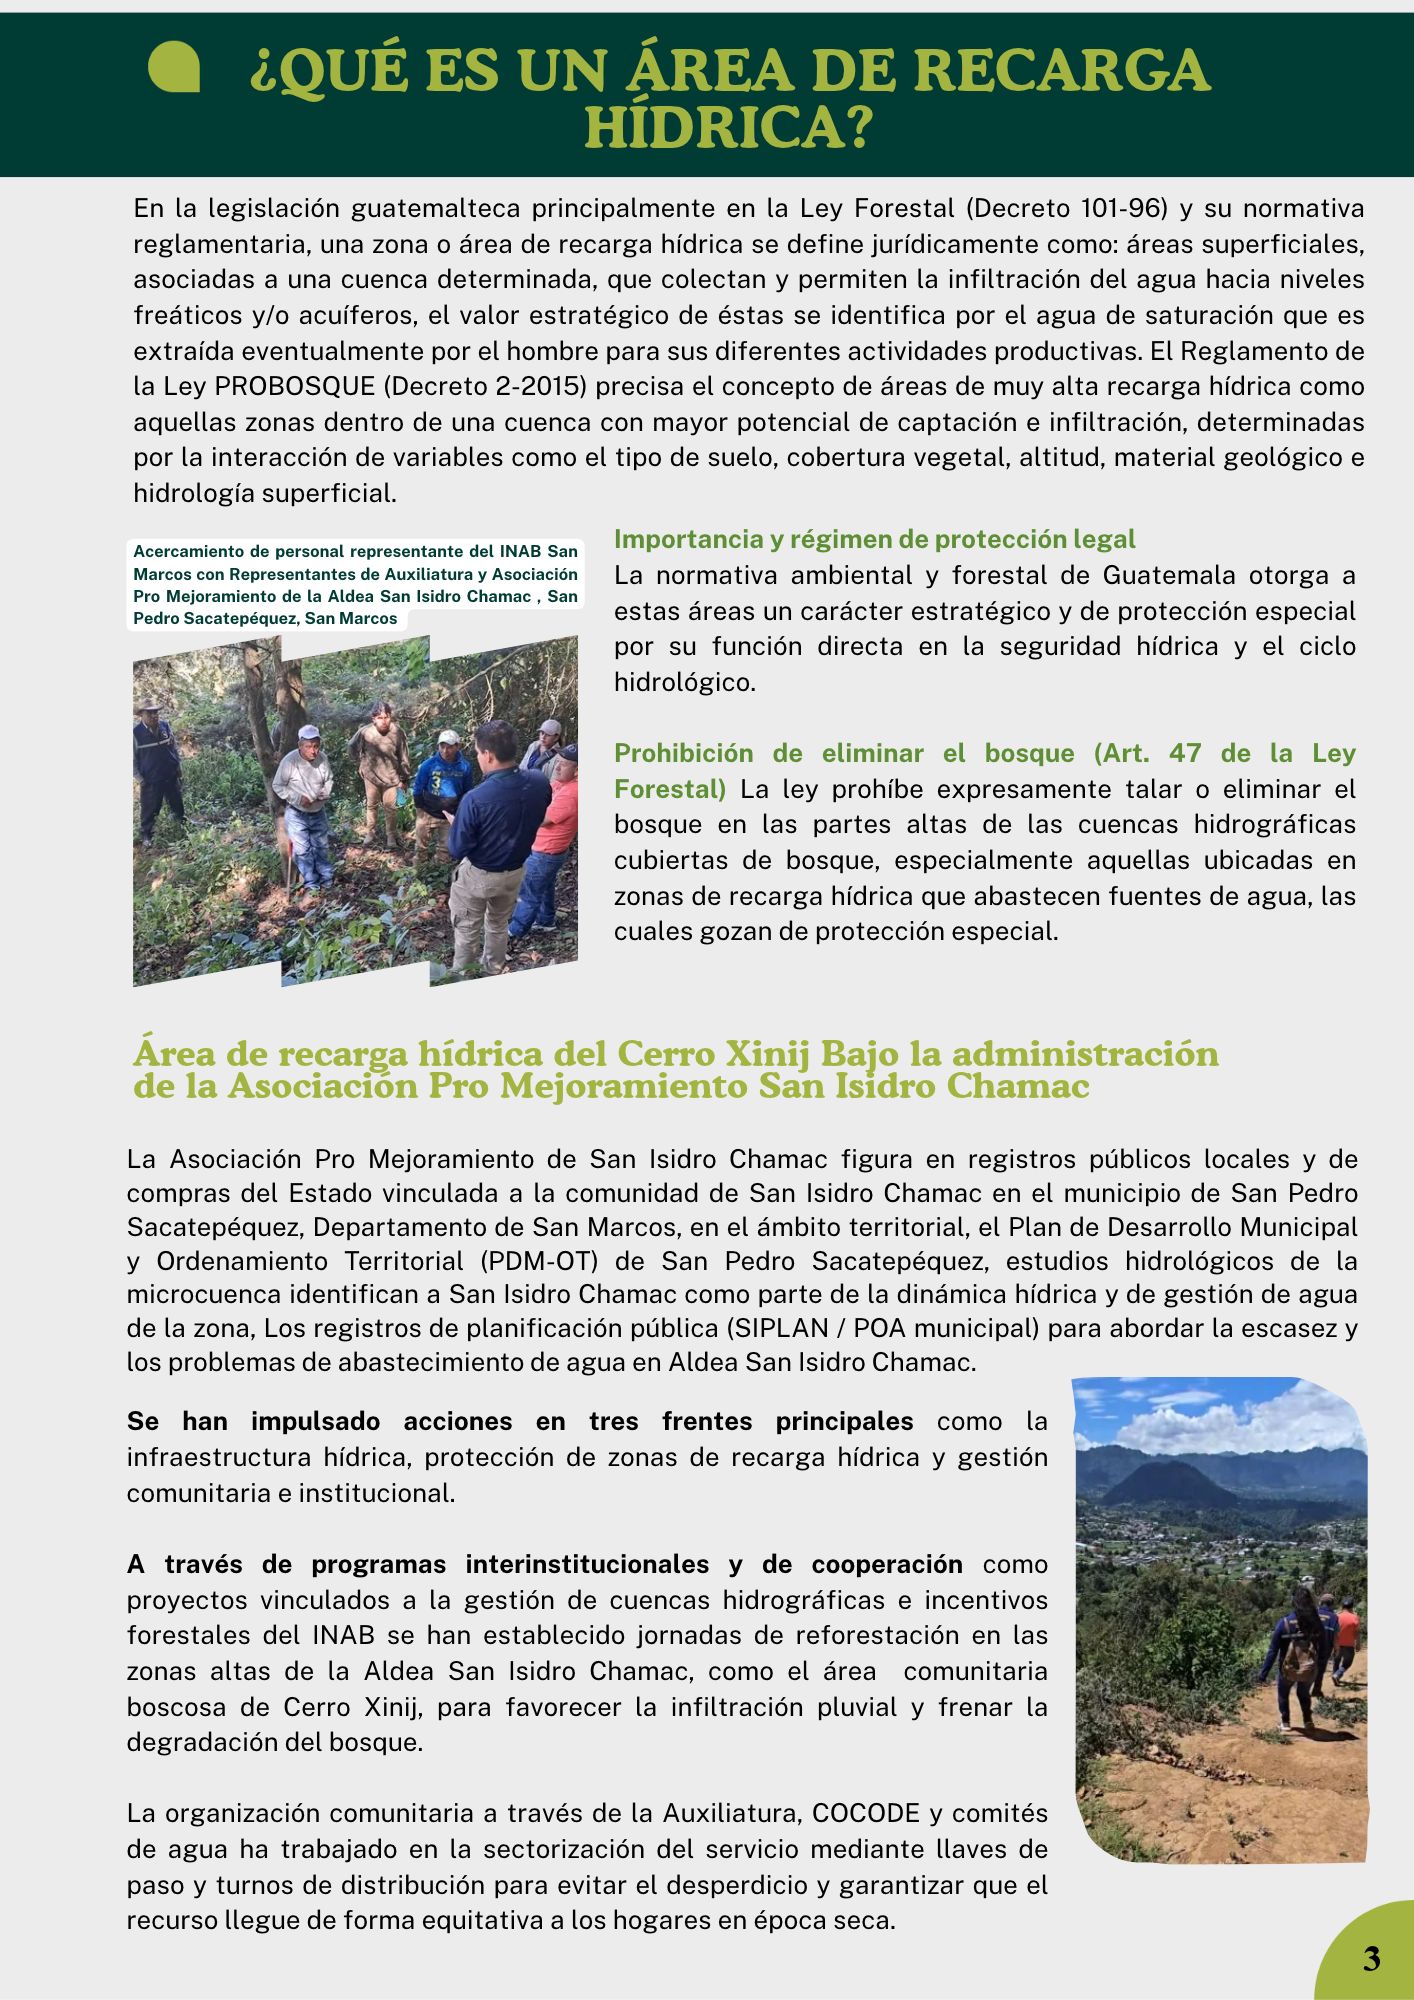 ¿QUÉ ES UN ÁREA DE RECARGA
HÍDRICA?
En la legislación guatemalteca principalmente en la Ley Forestal (Decreto 101-96) y su normativa
reglamentaria, una zona o área de recarga hídrica se define jurídicamente como: áreas superficiales,
asociadas a una cuenca determinada, que colectan y permiten la infiltración del agua hacia niveles
freáticos y/o acuíferos, el valor estratégico de éstas se identifica por el agua de saturación que es
extraída eventualmente por el hombre para sus diferentes actividades productivas. El Reglamento de
la Ley PROBOSQUE (Decreto 2-2015) precisa el concepto de áreas de muy alta recarga hídrica como
aquellas zonas dentro de una cuenca con mayor potencial de captación e infiltración, determinadas
por la interacción de variables como el tipo de suelo, cobertura vegetal, altitud, material geológico e
hidrología superficial.
Acercamiento de personal representante del INAB San
Marcos con Representantes de Auxiliatura y Asociación
Pro Mejoramiento de la Aldea San Isidro Chamac , San
Pedro Sacatepéquez, San Marcos
Importancia y régimen de protección legal
La normativa ambiental y forestal de Guatemala otorga a
estas áreas un carácter estratégico y de protección especial
por su función directa en la seguridad hídrica y el ciclo
hidrológico.
Prohibición de eliminar el bosque (Art. 47 de la Ley
Forestal) La ley prohíbe expresamente talar o eliminar el
bosque en las partes altas de las cuencas hidrográficas
cubiertas de bosque, especialmente aquellas ubicadas en
zonas de recarga hídrica que abastecen fuentes de agua, las
cuales gozan de protección especial.
Área de recarga hídrica del Cerro Xinij Bajo la administración
de la Asociación Pro Mejoramiento San Isidro Chamac
La Asociación Pro Mejoramiento de San Isidro Chamac figura en registros públicos locales y de
compras del Estado vinculada a la comunidad de San Isidro Chamac en el municipio de San Pedro
Sacatepéquez, Departamento de San Marcos, en el ámbito territorial, el Plan de Desarrollo Municipal
y Ordenamiento Territorial (PDM-OT) de San Pedro Sacatepéquez, estudios hidrológicos de la
microcuenca identifican a San Isidro Chamac como parte de la dinámica hídrica y de gestión de agua
de la zona, Los registros de planificación pública (SIPLAN / POA municipal) para abordar la escasez y
los problemas de abastecimiento de agua en Aldea San Isidro Chamac.
Se han impulsado acciones en tres frentes principales como la
infraestructura hídrica, protección de zonas de recarga hídrica y gestión
comunitaria e institucional.
A través de programas interinstitucionales y de cooperación como
proyectos vinculados a la gestión de cuencas hidrográficas e incentivos
forestales del INAB se han establecido jornadas de reforestación en las
zonas altas de la Aldea San Isidro Chamac, como el área comunitaria
boscosa de Cerro Xinij, para favorecer la infiltración pluvial y frenar la
degradación del bosque.
La organización comunitaria a través de la Auxiliatura, COCODE y comités
de agua ha trabajado en la sectorización del servicio mediante llaves de
paso y turnos de distribución para evitar el desperdicio y garantizar que el
recurso llegue de forma equitativa a los hogares en época seca.
3